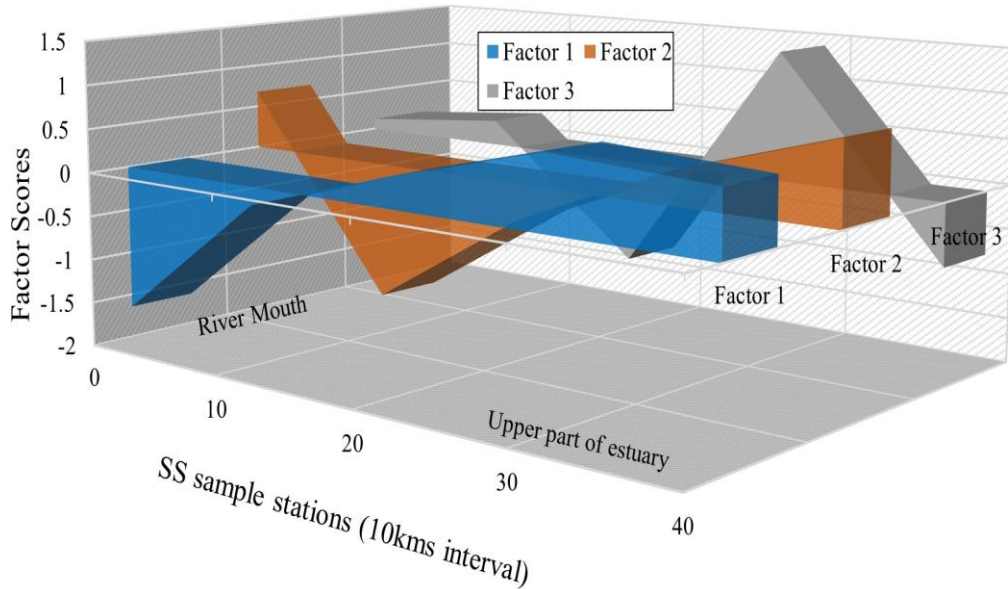 Factor Scores
1.5
1
0.5
0
-0.5
-1
-1.5
-2
Factor 1 Factor 2
Factor 3
River Mouth
Upper part of estuary
Factor 1
Factor 2
Factor 3
0
10
20
30
40
SS sample stations (10kms interval)